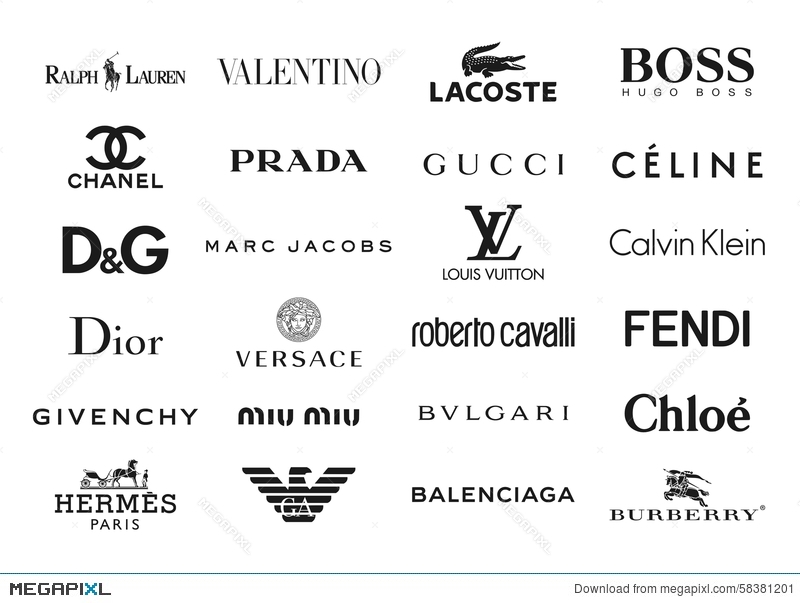 RALPH LAUREN
VALENTINO
LACOSTE
BOSS
HUGO BOSS
CHANEL
PRADA
GUCCI
CÉLINE
D&G
MARC JACOBS
LV
LOUIS VUITTON
Calvin Klein
Dior
VERSACE
roberto cavalli
FENDI
GIVENCHY
miu miu
BVLGARI
Chloé
HERMÈS
PARIS
GA
BALENCIAGA
BURBERRY®
MEGAPIXL
Download from megapixl.com/58381201